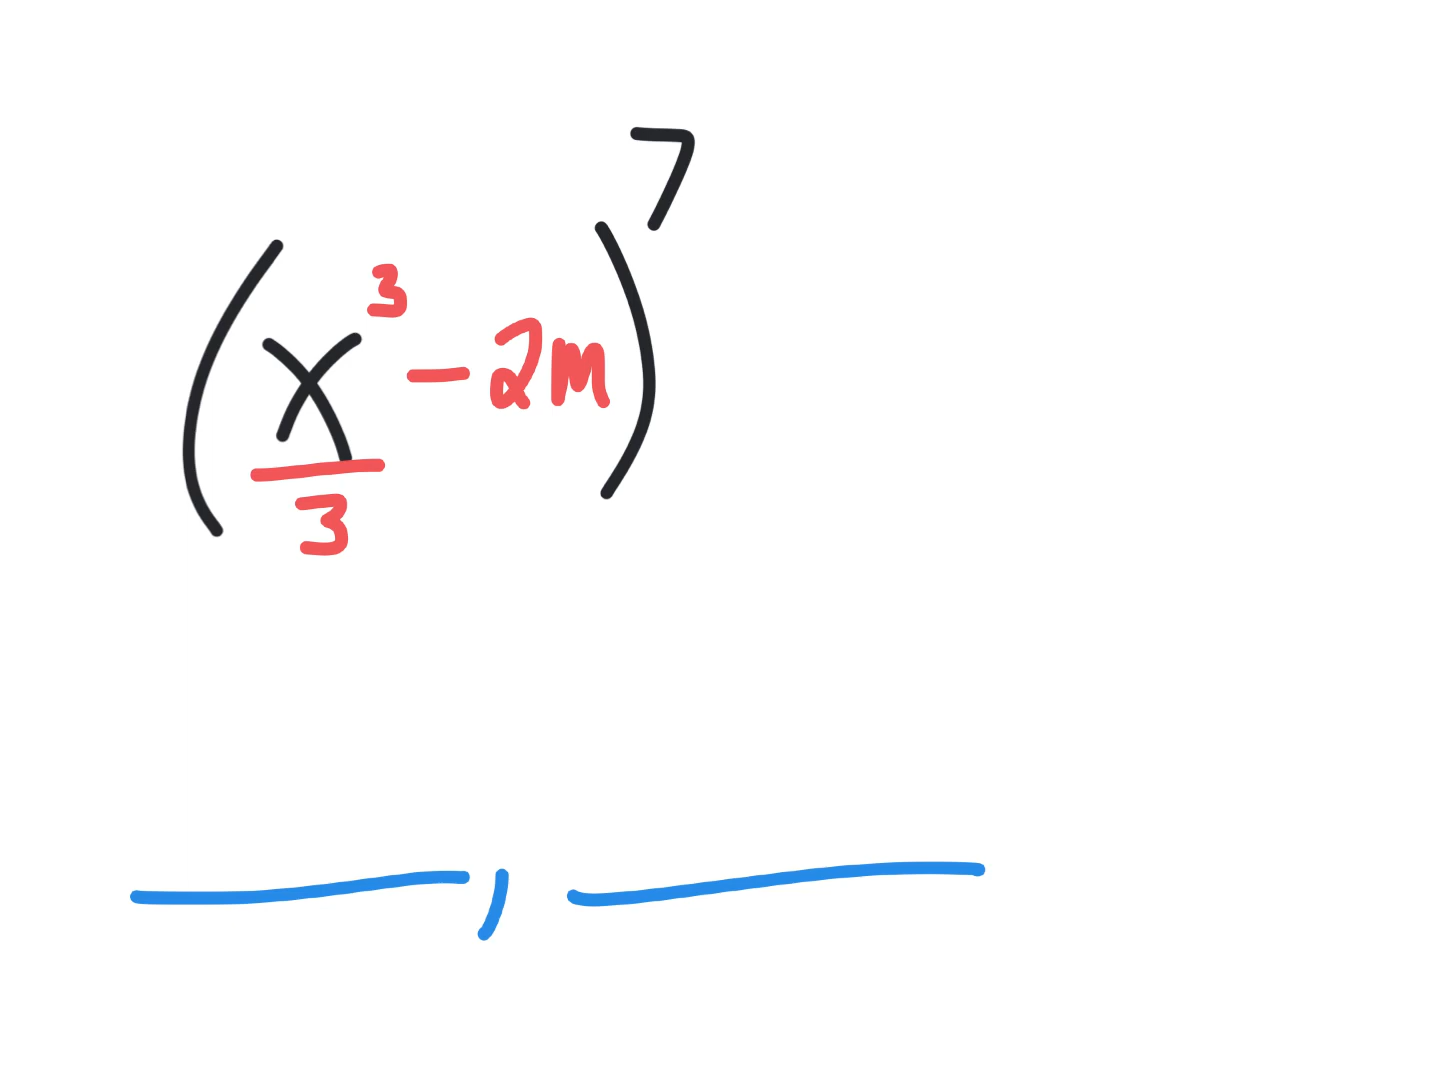 (x³/3 - 2m)⁷
___, ___